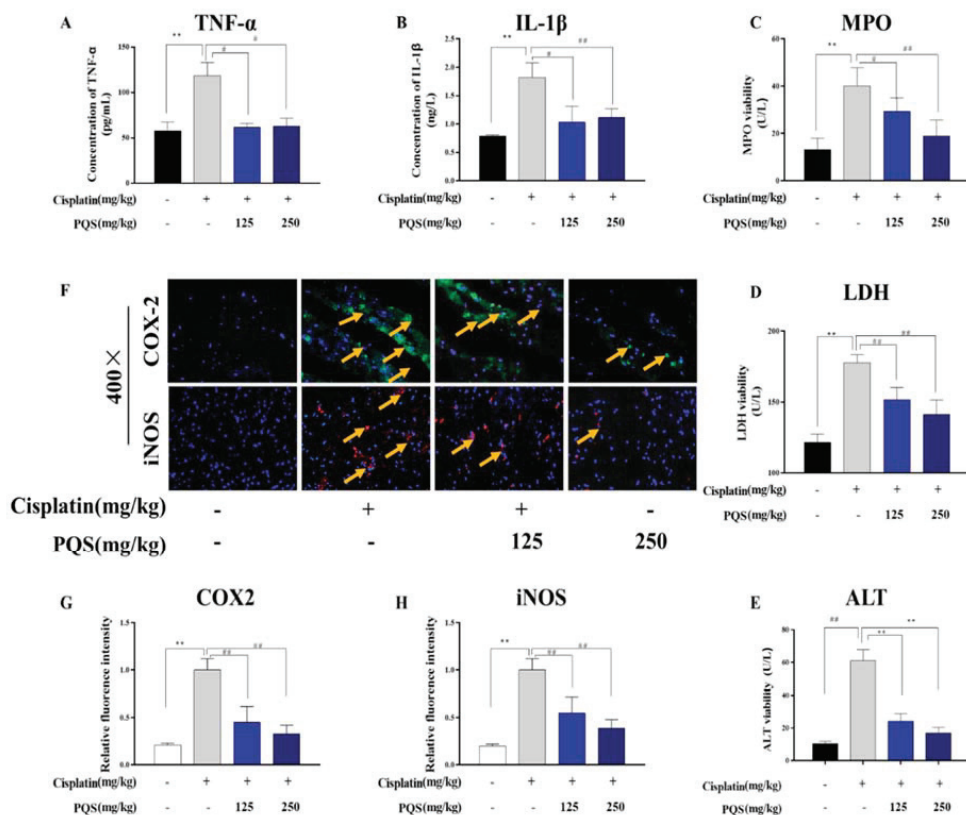 A TNF-α
Concentration of TNF-α
(pg/mL)
150
100
50
0
** # #
Cisplatin(mg/kg) - + + +
PQS(mg/kg) - - 125 250
B IL-1β
Concentration of IL-1β
(ng/L)
2.5
2.0
1.5
1.0
0.5
0.0
** # ##
Cisplatin(mg/kg) - + + +
PQS(mg/kg) - - 125 250
C MPO
MPO viability
(U/L)
60
40
20
0
** # ##
Cisplatin(mg/kg) - + + +
PQS(mg/kg) - - 125 250
F
400×
COX-2
iNOS
Cisplatin(mg/kg) - + + -
PQS(mg/kg) - - 125 250
D LDH
LDH viability
(U/L)
200
150
100
** ## ##
Cisplatin(mg/kg) - + + +
PQS(mg/kg) - - 125 250
G COX2
Relative fluorence intensity
1.5
1.0
0.5
0.0
** ## ##
Cisplatin(mg/kg) - + + +
PQS(mg/kg) - - 125 250
H iNOS
Relative fluorence intensity
1.5
1.0
0.5
0.0
** ## ##
Cisplatin(mg/kg) - + + +
PQS(mg/kg) - - 125 250
E ALT
ALT viability (U/L)
80
60
40
20
0
## ** **
Cisplatin(mg/kg) - + + +
PQS(mg/kg) - - 125 250